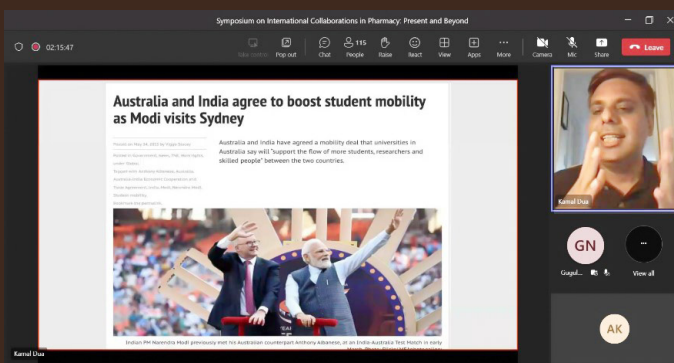 Symposium on International Collaborations in Pharmacy: Present and Beyond
02:15:47
Take control
Pop out
Chat
115
People
Raise
React
View
Apps
More
Camera
Mic
Share
Leave
Australia and India agree to boost student mobility
as Modi visits Sydney
Australia and India have agreed a mobility deal that universities in
Australia say will "support the flow of more students, researchers and
skilled people" between the two countries.
Indian PM Narendra Modi previously met his Australian counterpart Anthony Albanese, at an India-Australia Test Match in early
Kamal Dua
Kamal Dua
GN
Gugul...
View all
AK